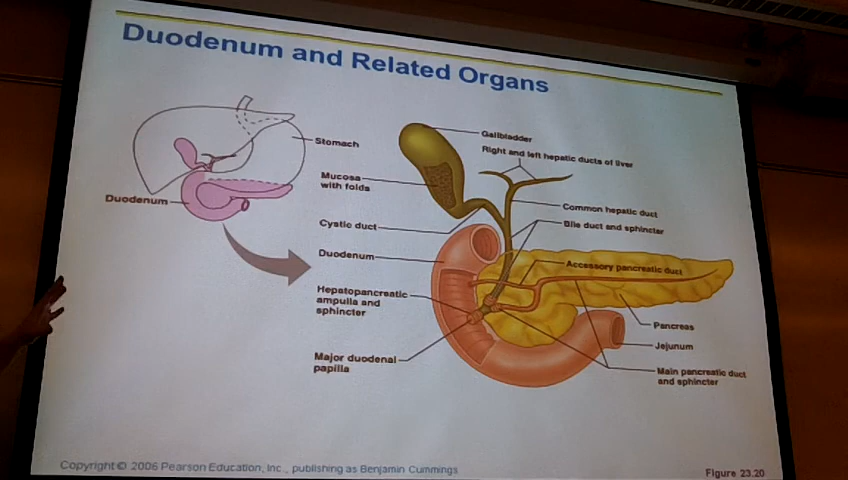 Duodenum and Related Organs
Gallbladder
Right and left hepatic ducts of liver
Stomach
Mucosa
with folds
Duodenum
Common hepatic duct
Cystic duct
Bile duct and sphincter
Duodenum
Accessory pancreatic duct
Hepatopancreatic
ampulla and
sphincter
Pancreas
Jejunum
Major duodenal
papilla
Main pancreatic duct
and sphincter
Copyright © 2006 Pearson Education, Inc., publishing as Benjamin Cummings
Figure 23.20